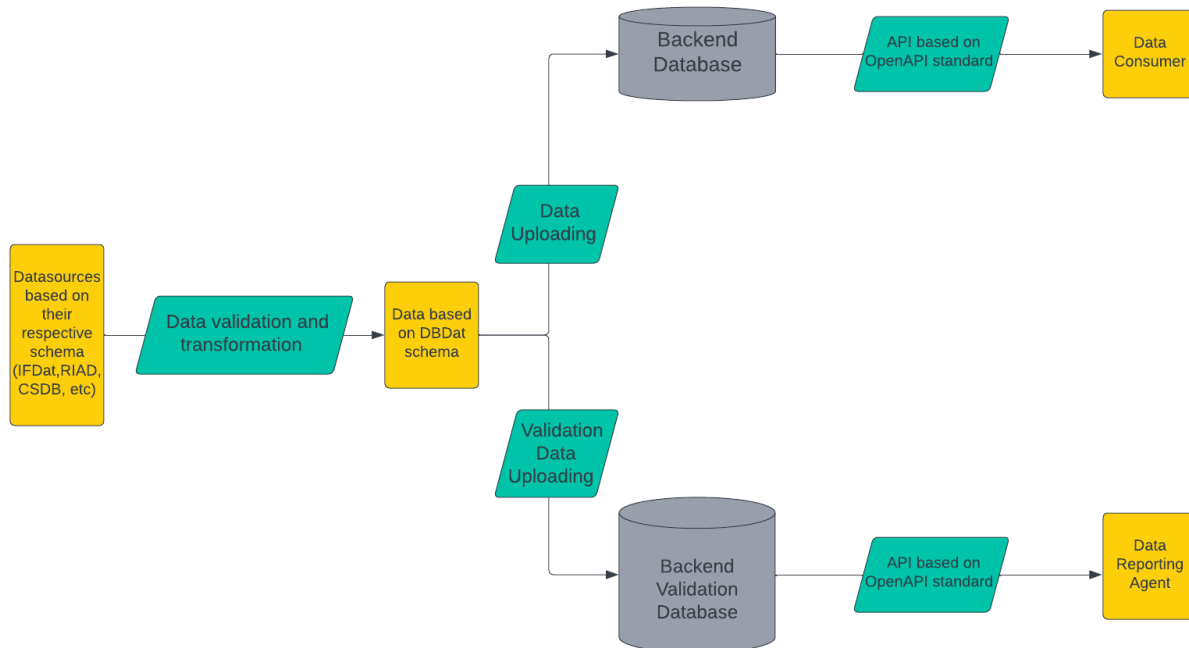 Datasources
based on
their
respective
schema
(IFDat,RIAD,
CSDB, etc)
Data validation and
transformation
Data based
on DBDat
schema
Data
Uploading
Backend
Database
API based on
OpenAPI standard
Data
Consumer
Validation
Data
Uploading
Backend
Validation
Database
API based on
OpenAPI standard
Data
Reporting
Agent